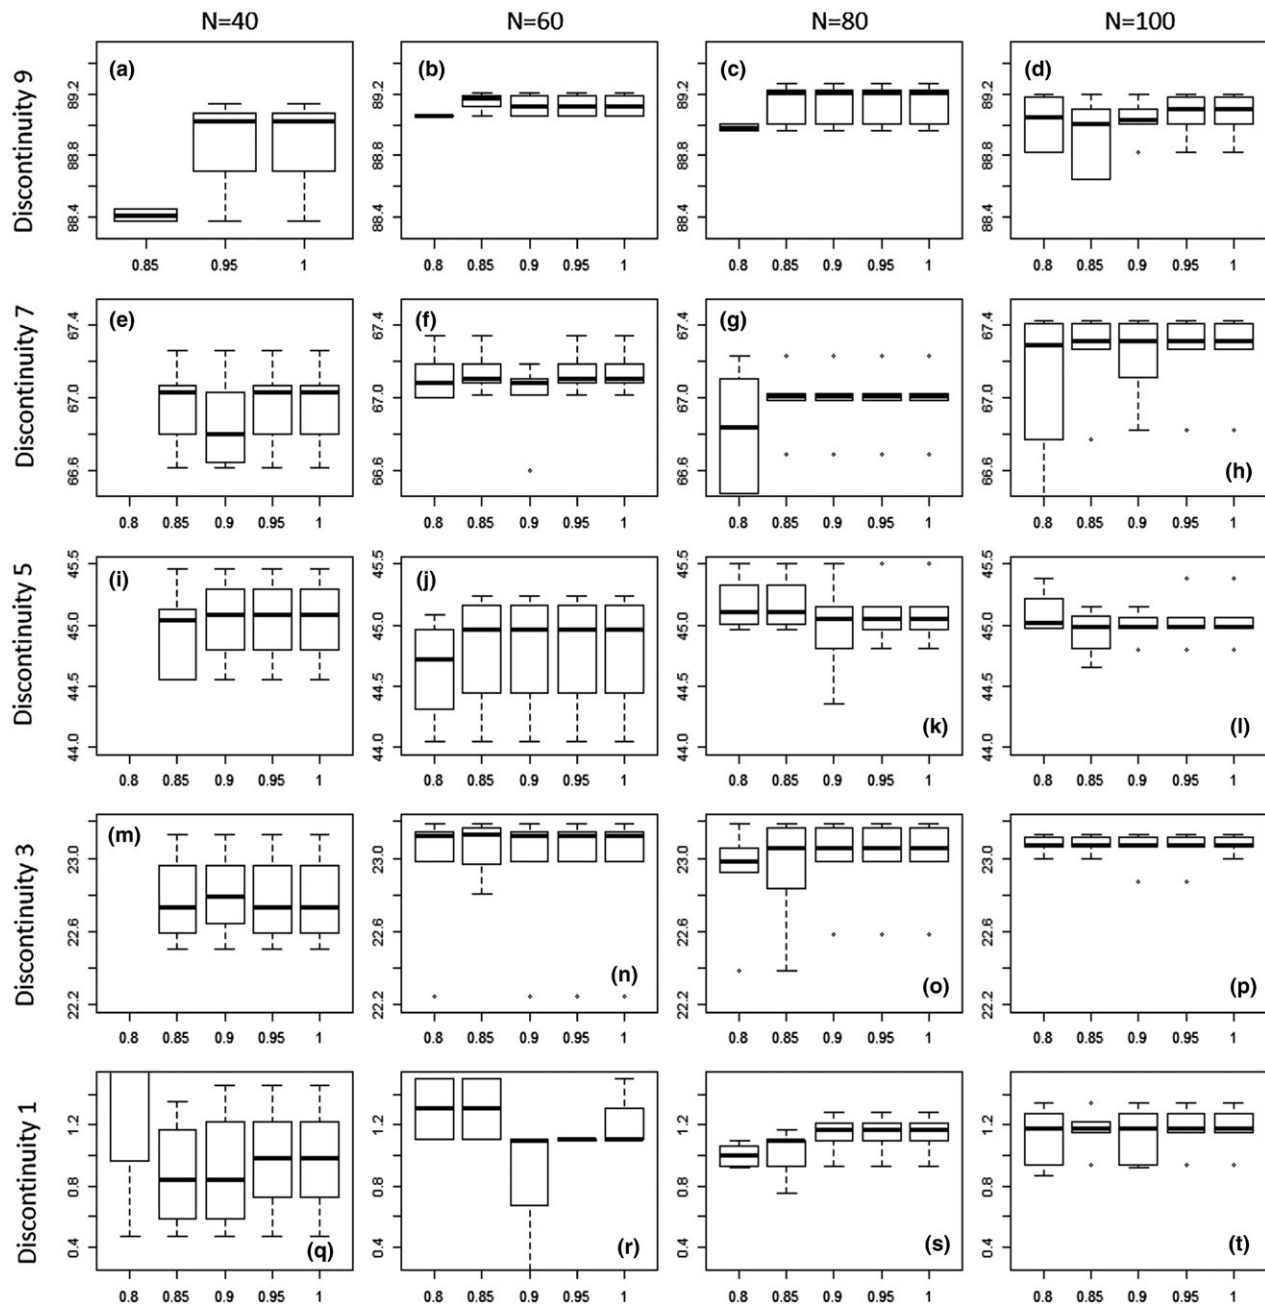 N=40 N=60 N=80 N=100
Discontinuity 9
(a) (b) (c) (d)
88.4 88.8 89.2 88.4 88.8 89.2 88.4 88.8 89.2 88.4 88.8 89.2
0.85 0.95 1 0.8 0.85 0.9 0.95 1 0.8 0.85 0.9 0.95 1 0.8 0.85 0.9 0.95 1
Discontinuity 7
(e) (f) (g) (h)
66.6 67.0 67.4 66.6 67.0 67.4 66.6 67.0 67.4 66.6 67.0 67.4
0.8 0.85 0.9 0.95 1 0.8 0.85 0.9 0.95 1 0.8 0.85 0.9 0.95 1 0.8 0.85 0.9 0.95 1
Discontinuity 5
(i) (j) (k) (l)
44.0 44.5 45.0 45.5 44.0 44.5 45.0 45.5 44.0 44.5 45.0 45.5 44.0 44.5 45.0 45.5
0.8 0.85 0.9 0.95 1 0.8 0.85 0.9 0.95 1 0.8 0.85 0.9 0.95 1 0.8 0.85 0.9 0.95 1
Discontinuity 3
(m) (n) (o) (p)
22.2 22.6 23.0 22.2 22.6 23.0 22.2 22.6 23.0 22.2 22.6 23.0
0.8 0.85 0.9 0.95 1 0.8 0.85 0.9 0.95 1 0.8 0.85 0.9 0.95 1 0.8 0.85 0.9 0.95 1
Discontinuity 1
(q) (r) (s) (t)
0.4 0.8 1.2 0.4 0.8 1.2 0.4 0.8 1.2 0.4 0.8 1.2
0.8 0.85 0.9 0.95 1 0.8 0.85 0.9 0.95 1 0.8 0.85 0.9 0.95 1 0.8 0.85 0.9 0.95 1